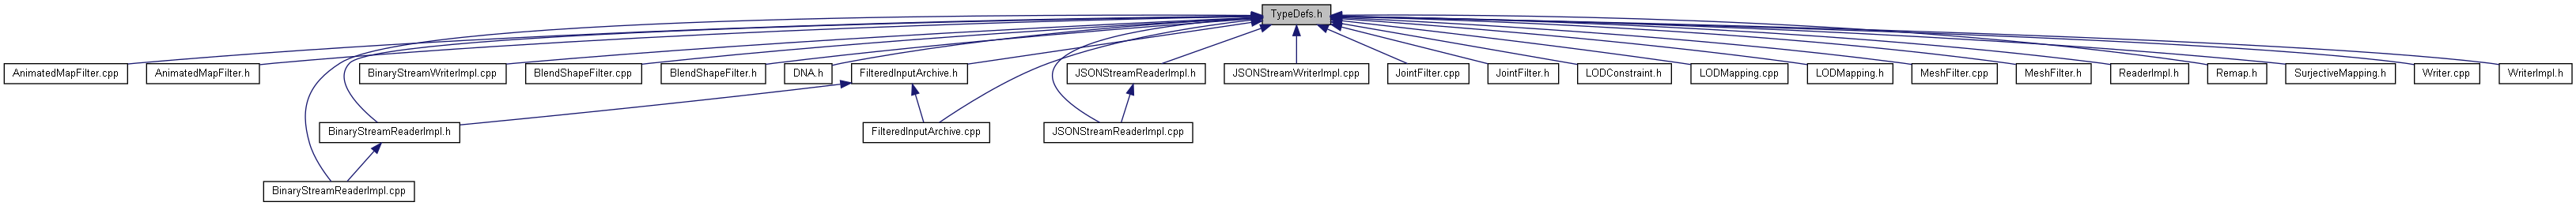 TypeDefs.h
AnimatedMapFilter.cpp
AnimatedMapFilter.h
BinaryStreamWriterImpl.cpp
BlendShapeFilter.cpp
BlendShapeFilter.h
DNA.h
FilteredInputArchive.h
JSONStreamReaderImpl.h
JSONStreamWriterImpl.cpp
JointFilter.cpp
JointFilter.h
LODConstraint.h
LODMapping.cpp
LODMapping.h
MeshFilter.cpp
MeshFilter.h
ReaderImpl.h
Remap.h
SurjectiveMapping.h
Writer.cpp
WriterImpl.h
BinaryStreamReaderImpl.h
FilteredInputArchive.cpp
JSONStreamReaderImpl.cpp
BinaryStreamReaderImpl.cpp